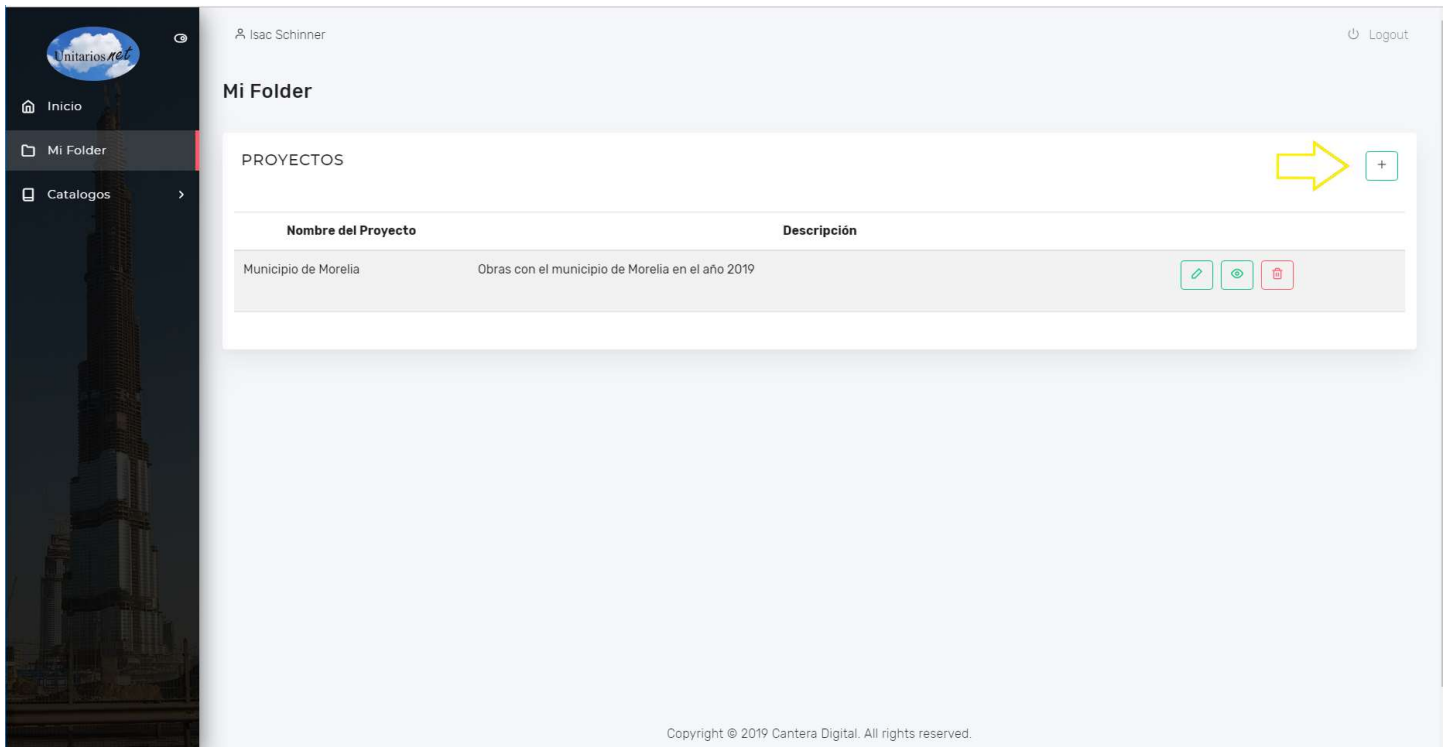 Unitarios.net
Isac Schinner
Logout
Inicio
Mi Folder
Catalogos
Mi Folder
PROYECTOS
+
Nombre del Proyecto Descripción
Municipio de Morelia Obras con el municipio de Morelia en el año 2019
Copyright © 2019 Cantera Digital. All rights reserved.